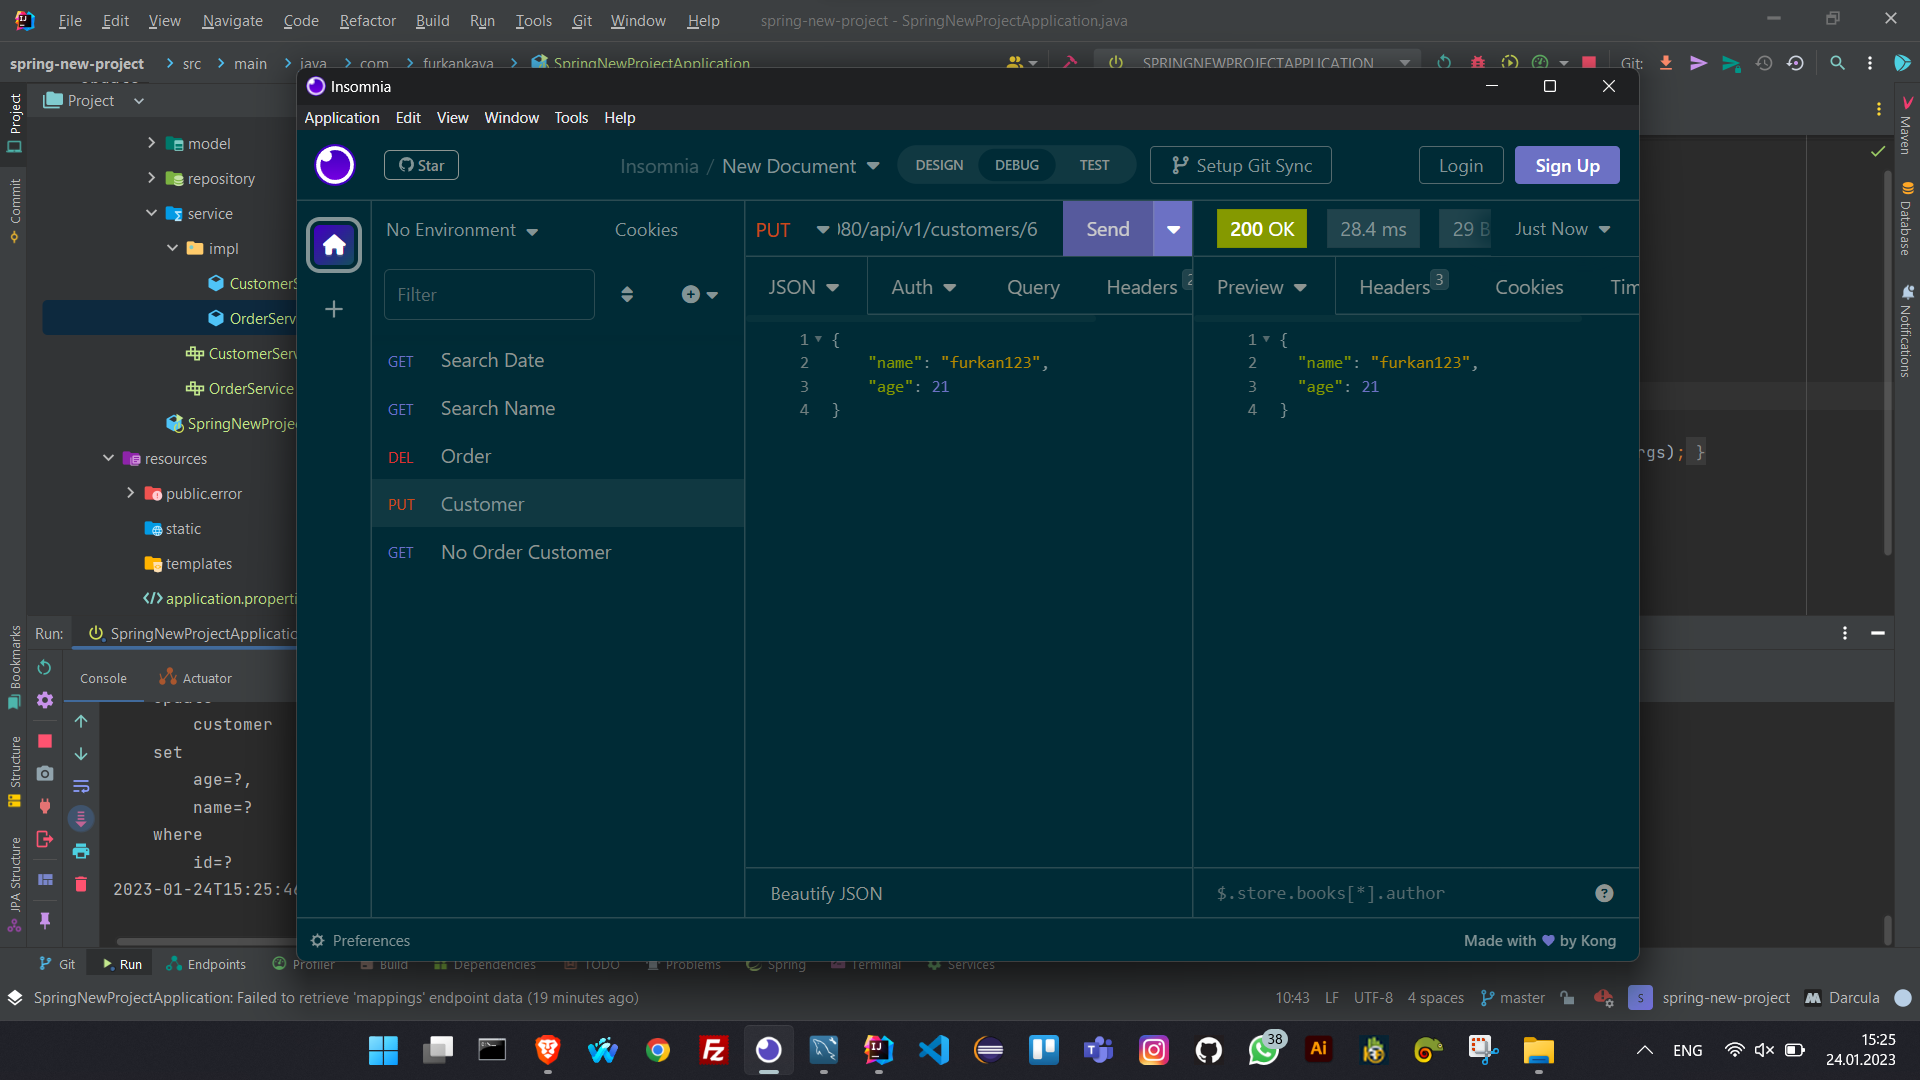 File Edit View Navigate Code Refactor Build Run Tools Git Window Help spring-new-project - SpringNewProjectApplication.java
spring-new-project src main java com furkankaya SpringNewProjectApplication SPRINGNEWPROJECTAPPLICATION Git:
Project
Insomnia
Application Edit View Window Tools Help
Star Insomnia / New Document DESIGN DEBUG TEST Setup Git Sync Login Sign Up
No Environment Cookies PUT 080/api/v1/customers/6 Send 200 OK 28.4 ms 29 B Just Now
Filter JSON Auth Query Headers Preview Headers 3 Cookies Tim
GET Search Date
GET Search Name
DEL Order
PUT Customer
GET No Order Customer
1 {
2 "name": "furkan123",
3 "age": 21
4 }
1 {
2 "name": "furkan123",
3 "age": 21
4 }
Beautify JSON $.store.books[*].author
Preferences Made with by Kong
model
repository
service
impl
CustomerS
OrderServ
CustomerServ
OrderService
SpringNewProje
resources
public.error
static
templates
application.properti
rgs); }
Run: SpringNewProjectApplicatio
Console Actuator
update
customer
set
age=?,
name=?
where
id=?
2023-01-24T15:25:46
Project
Commit
Bookmarks
Structure
JPA Structure
Maven
Database
Notifications
Git Run Endpoints Profiler Build Dependencies TODO Problems Spring Terminal Services
SpringNewProjectApplication: Failed to retrieve 'mappings' endpoint data (19 minutes ago) 10:43 LF UTF-8 4 spaces master S spring-new-project Darcula
38 Ai ENG 15:25
24.01.2023